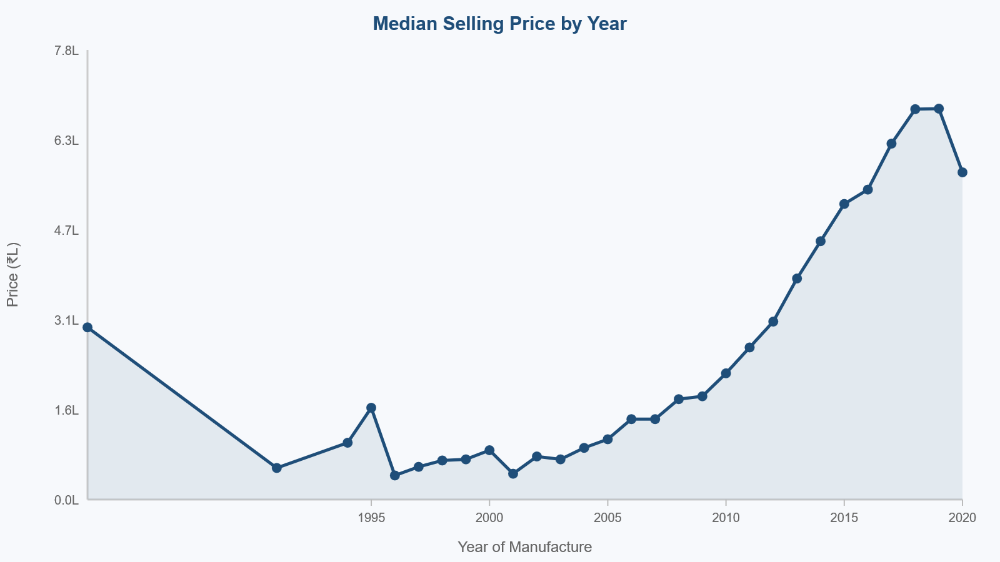 Median Selling Price by Year
7.8L
6.3L
4.7L
3.1L
1.6L
0.0L
Price (₹L)
1995 2000 2005 2010 2015 2020
Year of Manufacture